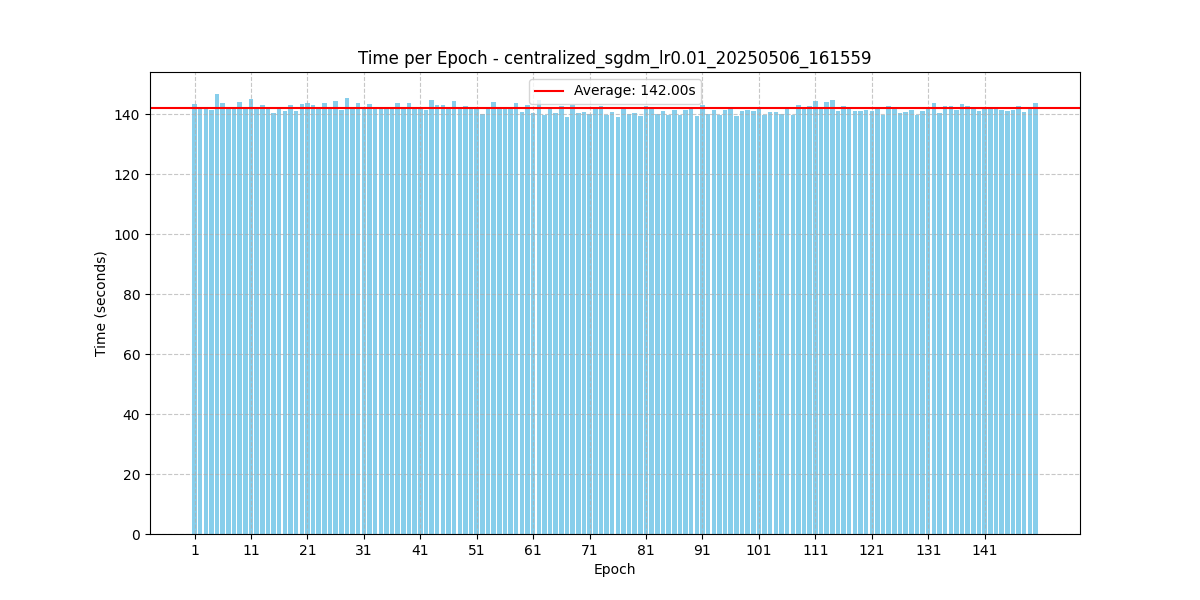 Time per Epoch - centralized_sgdm_lr0.01_20250506_161559
Average: 142.00s
140
120
100
80
60
40
20
0
Time (seconds)
1 11 21 31 41 51 61 71 81 91 101 111 121 131 141
Epoch